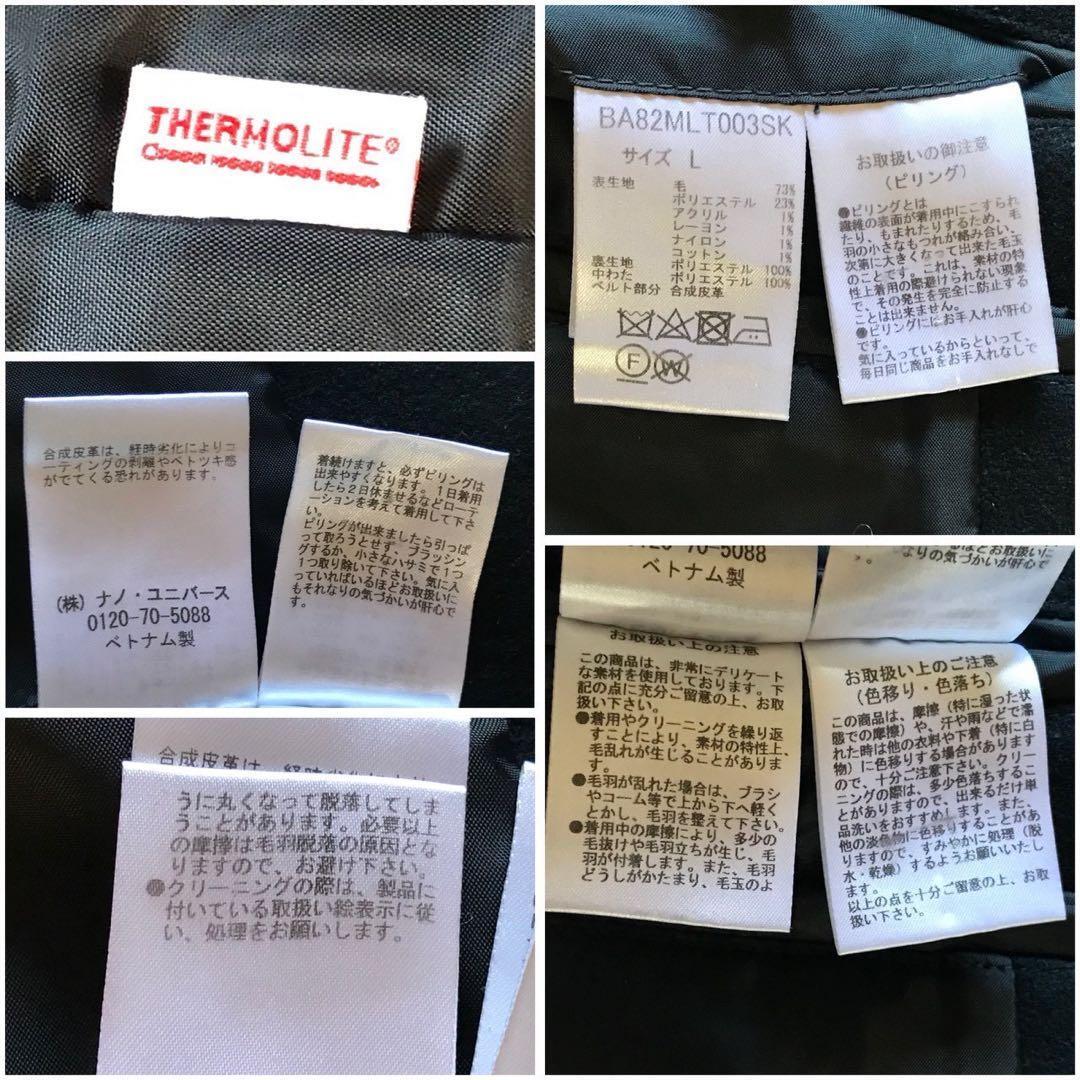 THERMOLITE®
BA82MLT003SK
サイズ L
表生地 毛 73%
ポリエステル 23%
アクリル 1%
レーヨン 1%
ナイロン 1%
コットン 1%
裏生地 ポリエステル 100%
中わた ポリエステル 100%
ベルト部分 合成皮革
F
W
お取扱いの御注意
(ピリング)
●ピリングとは
繊維の表面が着用中にこすられ
たり、もまれたりするため、毛
羽の小さなもつれが絡み合い、
次第に大きくなって出来た毛玉
のことです。これは、素材の特
性上着用の際避けられない現象
で、その発生を完全に防止する
ことは出来ません。
●ピリングににお手入れが肝心
です。
気に入っているからといって、
毎日同じ商品をお手入れなしで
合成皮革は、経時劣化によりコ
ーティングの剥離やベトツキ感
がでてくる恐れがあります。
(株) ナノ・ユニバース
0120-70-5088
ベトナム製
着続けますと、必ずピリングは
出来やすくなります。1日着用
したら2日休ませるなどローテ
ーションを考えて着用して下さ
い。
ピリングが出来ましたら引っぱ
って取ろうとせず、ブラッシン
グするか、小さなハサミで1つ
1つ取り除いて下さい。気に入
っていればいるほどお取扱いに
もそれなりの気づかいが肝心で
す。
合成皮革は、経時劣化により
うに丸くなって脱落してしま
うことがあります。必要以上
の摩擦は毛羽脱落の原因とな
りますので、お避け下さい。
●クリーニングの際は、製品に
付いている取扱い絵表示に従
い、処理をお願いします。
0120-70-5088
ベトナム製
るほどお取扱いに
なりの気づかいが肝心で
お取扱い上の注意
この商品は、非常にデリケート
な素材を使用しております。下
記の点に充分ご留意の上、お取
扱い下さい。
●着用やクリーニングを繰り返
すことにより、素材の特性上、
毛乱れが生じることがありま
す。
●毛羽が乱れた場合は、ブラシ
やコーム等で上から下へ軽く
とかし、毛羽を整えて下さい。
●着用中の摩擦により、多少の
毛抜けや毛羽立ちが生じ、毛
羽が付着します。また、毛羽
どうしがかたまり、毛玉のよ
お取扱い上のご注意
(色移り・色落ち)
この商品は、摩擦(特に湿った状
態での摩擦)や、汗や雨などで濡
れた時は他の衣料や下着(特に白
物)に色移りする場合があります
ので、十分ご注意下さい。クリー
ニングの際は、多少色落ちするこ
とがありますので、出来るだけ単
品洗いをおすすめします。また、
他の淡色物に色移りすることがあ
りますので、すみやかに処理(脱
水・乾燥)するようお願いいたし
ます。
以上の点を十分ご留意の上、お取
扱い下さい。